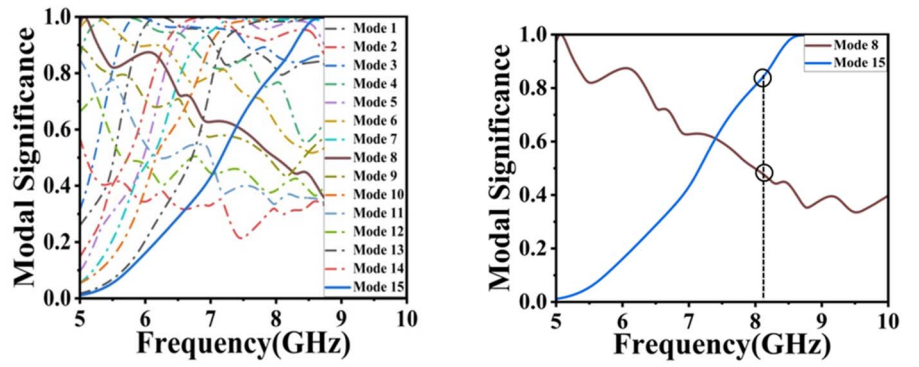 Modal Significance
1.0
0.8
0.6
0.4
0.2
0.0
5
6
7
8
9
10
Frequency(GHz)
Mode 1
Mode 2
Mode 3
Mode 4
Mode 5
Mode 6
Mode 7
Mode 8
Mode 9
Mode 10
Mode 11
Mode 12
Mode 13
Mode 14
Mode 15
Modal Significance
1.0
0.8
0.6
0.4
0.2
0.0
5
6
7
8
9
10
Frequency(GHz)
Mode 8
Mode 15